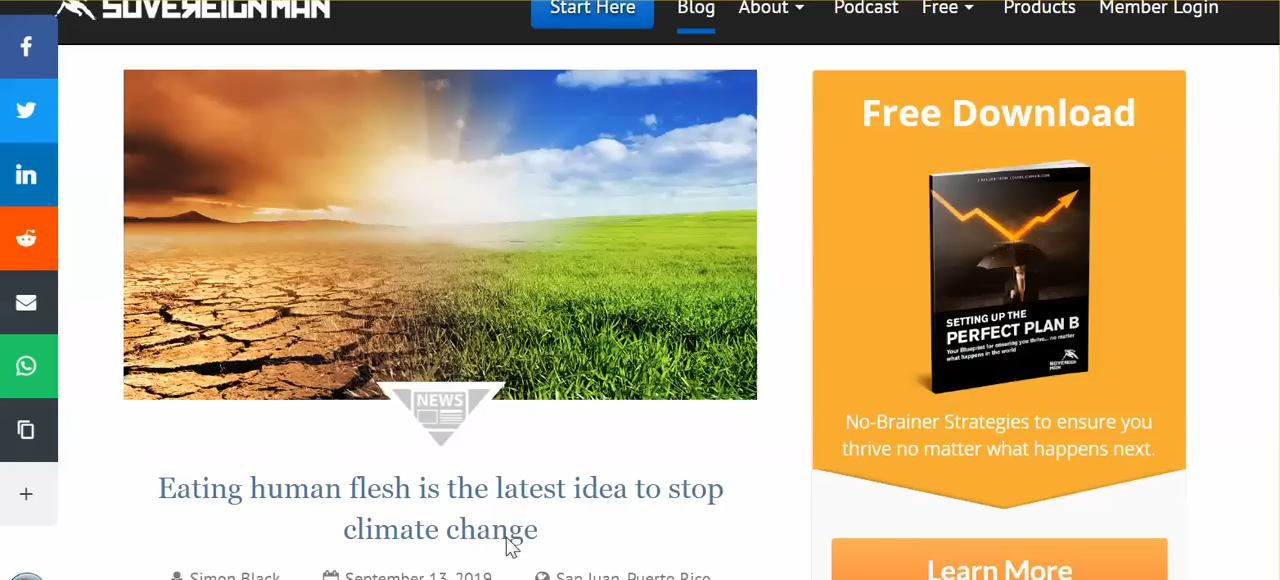 SOVEREIGN MAN
Start Here
Blog
About
Podcast
Free
Products
Member Login
Free Download
SETTING UP THE
PERFECT PLAN B
Your Blueprint for ensuring you thrive... no matter
what happens in the world
SOVEREIGN
MAN
No-Brainer Strategies to ensure you
thrive no matter what happens next.
Learn More
NEWS
Eating human flesh is the latest idea to stop
climate change
Simon Black
September 13, 2019
San Juan, Puerto Rico